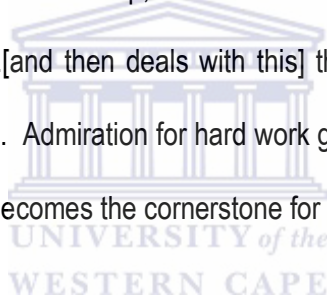 [and then deals with this] th
. Admiration for hard work g
ecomes the cornerstone for
UNIVERSITY of the
WESTERN CAPE